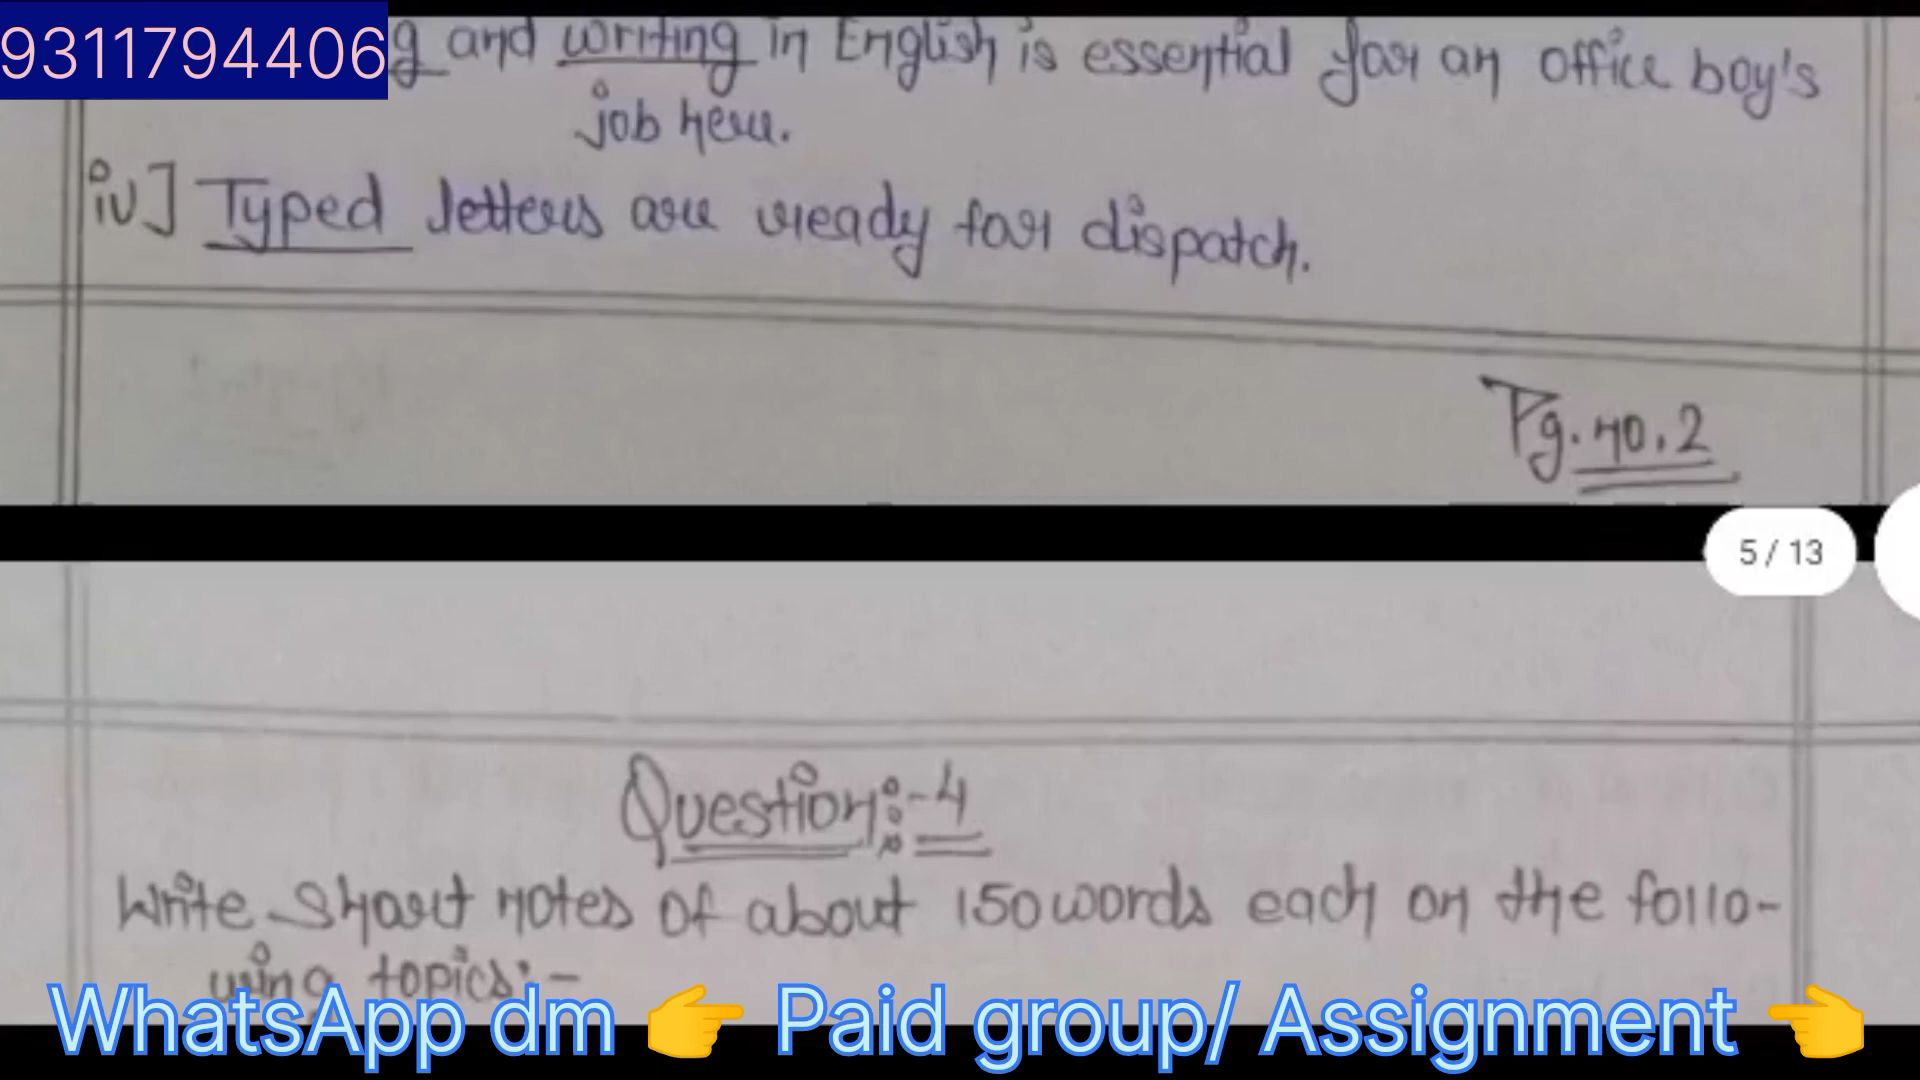 9311794406
g and writing in English is essential for an office boy's
job here.
iv] Typed letters are ready for dispatch.
Pg. no. 2
5 / 13
Question:-4
Write short notes of about 150 words each on the follo-
wing topics:-
WhatsApp dm 👉 Paid group/ Assignment 👈